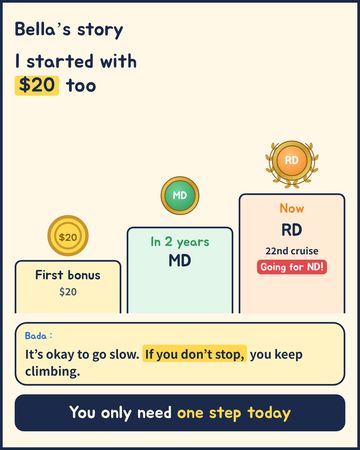 Bella's story
I started with
$20 too
RD
MD
$20
Now
RD
22nd cruise
Going for ND!
In 2 years
MD
First bonus
$20
Bada :
It's okay to go slow. If you don't stop, you keep
climbing.
You only need one step today